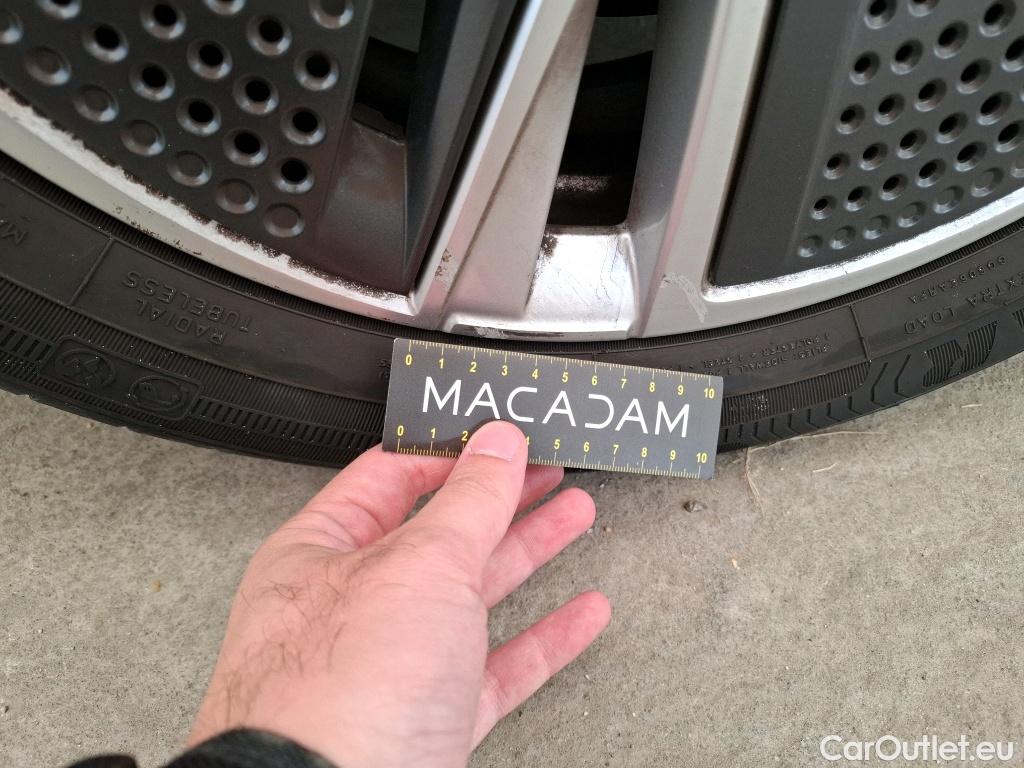 RADIAL
TUBELESS
EXTRA LOAD
0 1 2 3 4 5 6 7 8 9 10
MACADAM
0 1 2 4 5 6 7 8 9 10
CarOutlet.eu